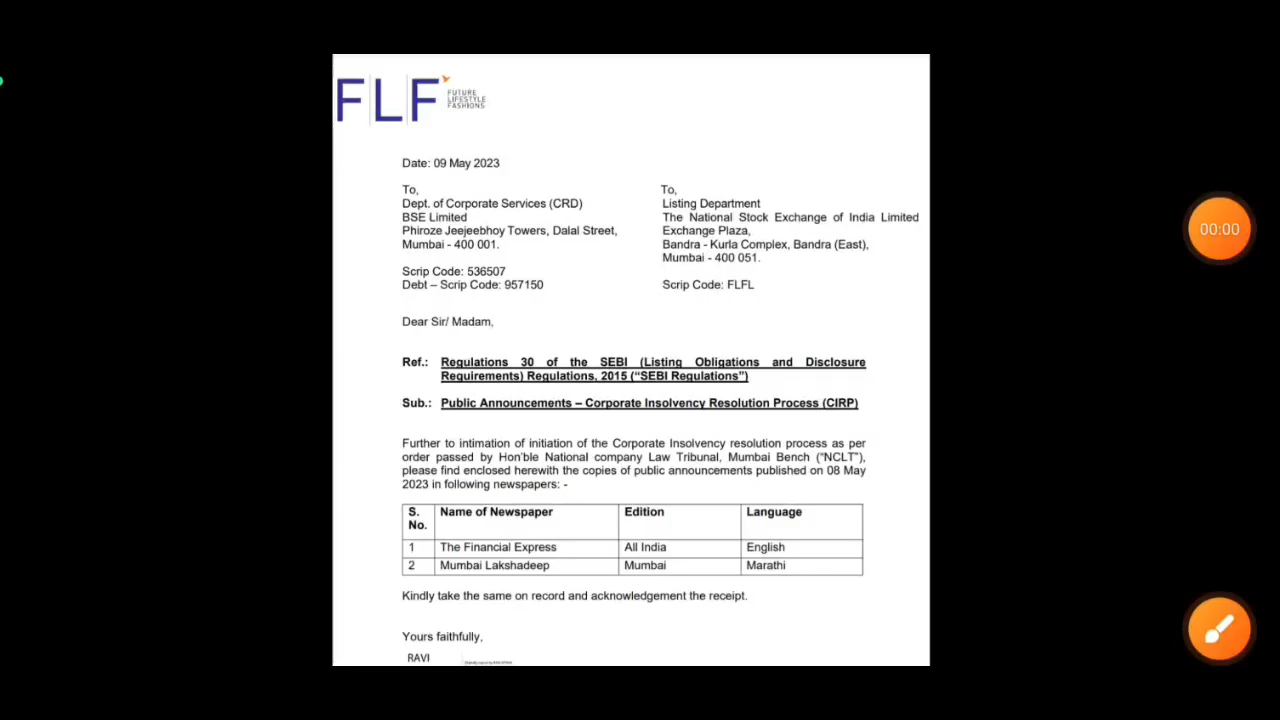 FLF
FUTURE
LIFESTYLE
FASHIONS
Date: 09 May 2023
To,
Dept. of Corporate Services (CRD)
BSE Limited
Phiroze Jeejeebhoy Towers, Dalal Street,
Mumbai - 400 001.
Scrip Code: 536507
Debt – Scrip Code: 957150
To,
Listing Department
The National Stock Exchange of India Limited
Exchange Plaza,
Bandra - Kurla Complex, Bandra (East),
Mumbai - 400 051.
Scrip Code: FLFL
Dear Sir/ Madam,
Ref.: Regulations 30 of the SEBI (Listing Obligations and Disclosure
Requirements) Regulations, 2015 (“SEBI Regulations”)
Sub.: Public Announcements – Corporate Insolvency Resolution Process (CIRP)
Further to intimation of initiation of the Corporate Insolvency resolution process as per
order passed by Hon'ble National company Law Tribunal, Mumbai Bench (“NCLT”),
please find enclosed herewith the copies of public announcements published on 08 May
2023 in following newspapers: -
S. No. Name of Newspaper Edition Language
1 The Financial Express All India English
2 Mumbai Lakshadeep Mumbai Marathi
Kindly take the same on record and acknowledgement the receipt.
Yours faithfully,
RAVI
00:00